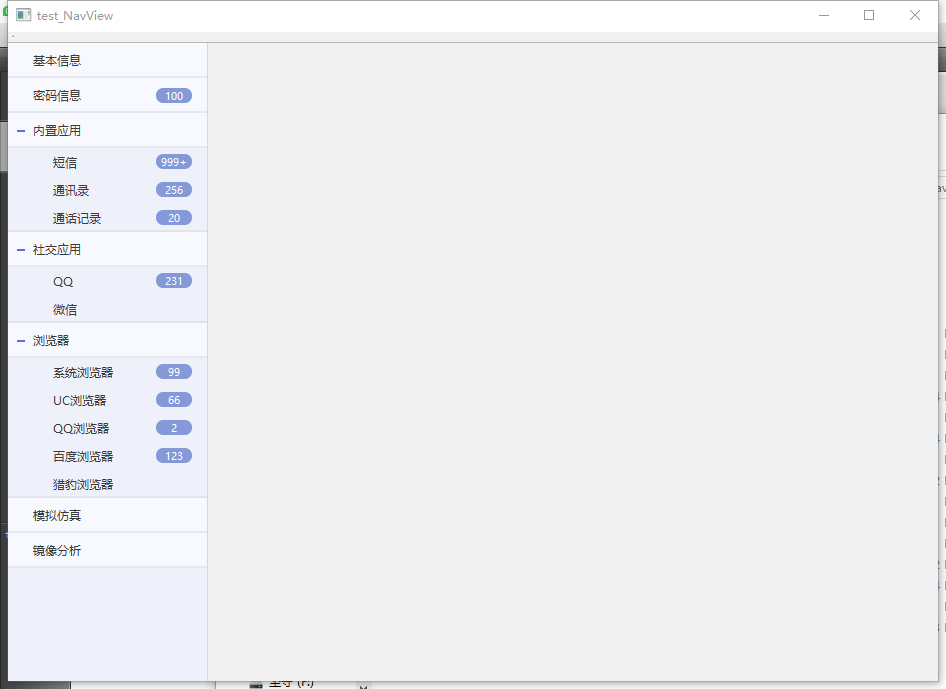 test_NavView
基本信息
密码信息 100
内置应用
短信 999+
通讯录 256
通话记录 20
社交应用
QQ 231
微信
浏览器
系统浏览器 99
UC浏览器 66
QQ浏览器 2
百度浏览器 123
猎豹浏览器
模拟仿真
镜像分析